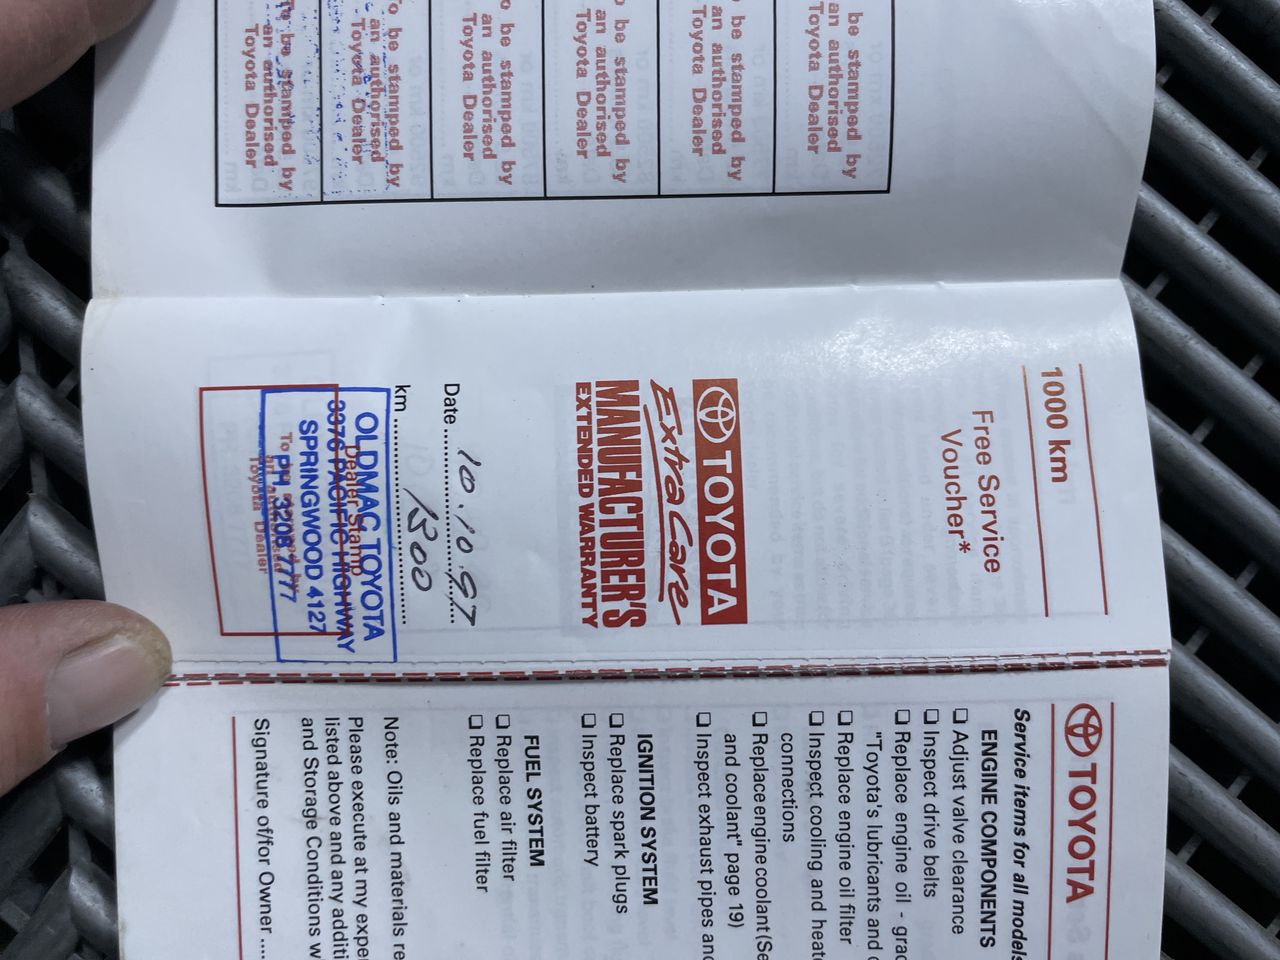 To be stamped by
an authorised
Toyota Dealer
To be stamped by
an authorised
Toyota Dealer
o be stamped by
an authorised
Toyota Dealer
be stamped by
an authorised
Toyota Dealer
be stamped by
an authorised
Toyota Dealer
be stamped by
an authorised
Toyota Dealer
1000 km
Free Service
Voucher*
TOYOTA
Extra Care
MANUFACTURER'S
EXTENDED WARRANTY
Date 10.10.97
km 1500
OLDMAC TOYOTA
Dealer Stamp
3376 PACIFIC HIGHWAY
SPRINGWOOD 4127
PH 3208 7777
Toyota Dealer
TOYOTA
Service items for all models
ENGINE COMPONENTS
❏ Adjust valve clearance
❏ Inspect drive belts
❏ Replace engine oil - grad
"Toyota's lubricants and
❏ Replace engine oil filter
❏ Inspect cooling and heat
connections
❏ Replace engine coolant (Se
and coolant" page 19)
❏ Inspect exhaust pipes and
IGNITION SYSTEM
❏ Replace spark plugs
❏ Inspect battery
FUEL SYSTEM
❏ Replace air filter
❏ Replace fuel filter
Note: Oils and materials re
Please execute at my expe
listed above and any additi
and Storage Conditions w
Signature of/for Owner ....